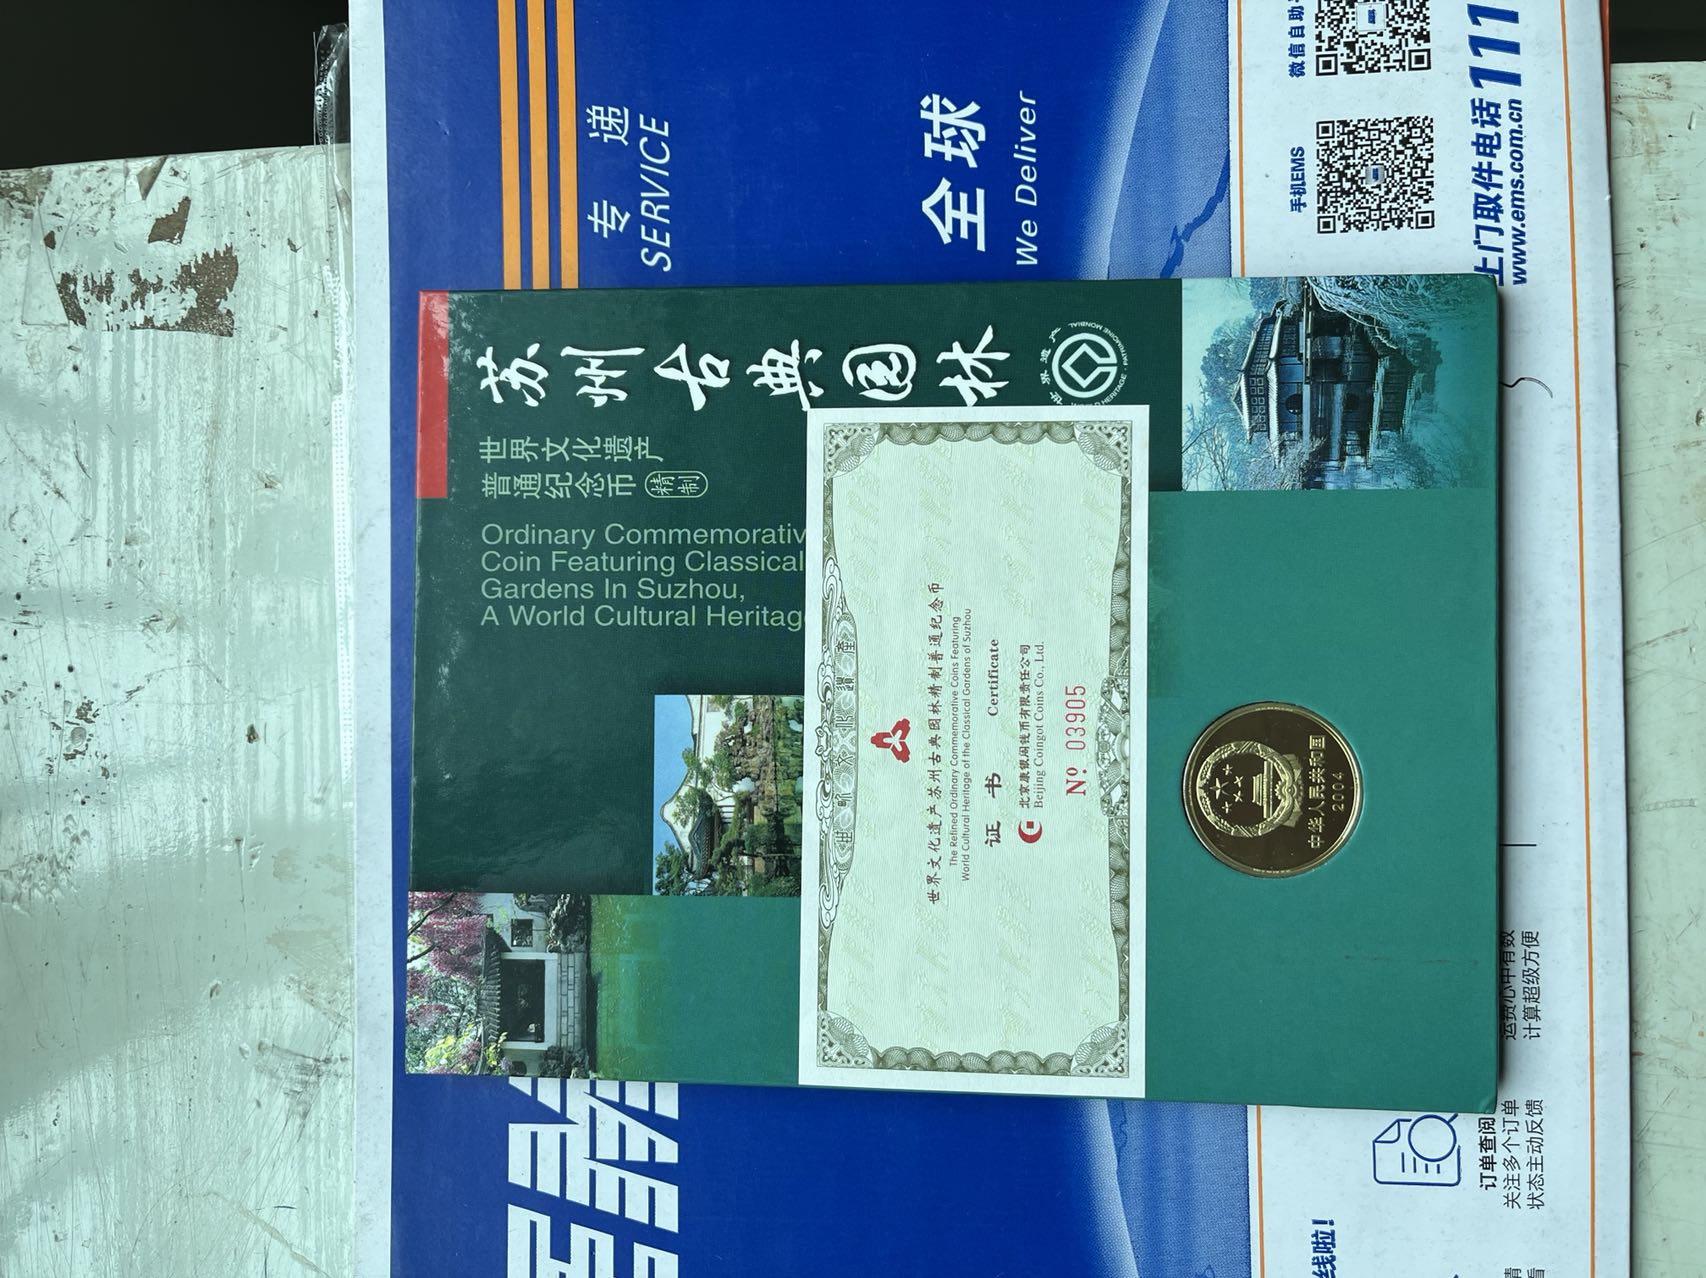 专 递
SERVICE
全球
We Deliver
手机EMS
上门取件电话 111
www.ems.com.cn
苏州古典园林
世界文化遗产
普通纪念币 精制
Ordinary Commemorativ
Coin Featuring Classical
Gardens In Suzhou,
A World Cultural Heritag
PATRIMOINE MONDIAL
世界文化遗产苏州古典园林精制普通纪念币
The Refined Ordinary Commemorative Coins Featuring
World Cultural Heritage of the Classical Gardens of Suzhou
证 书 Certificate
北京康银阁钱币有限责任公司
Beijing Coingot Coins Co., Ltd.
Nº 03905
中华人民共和国
2004
运费心中有数
计算超级方便
订单查阅
关注多个订单
状态主动反馈
线啦!